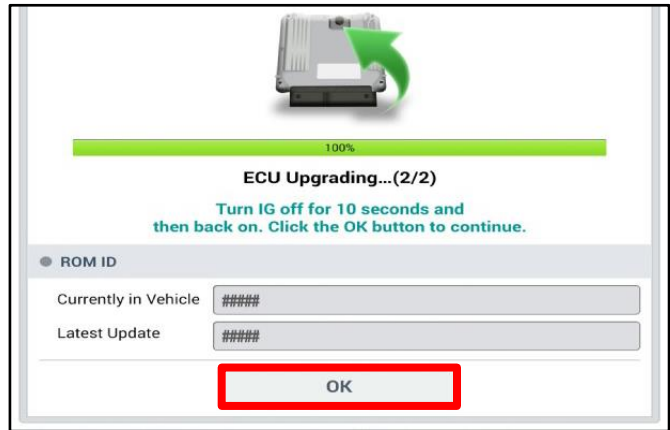 100%
ECU Upgrading...(2/2)
Turn IG off for 10 seconds and
then back on. Click the OK button to continue.
ROM ID
Currently in Vehicle #####
Latest Update #####
OK